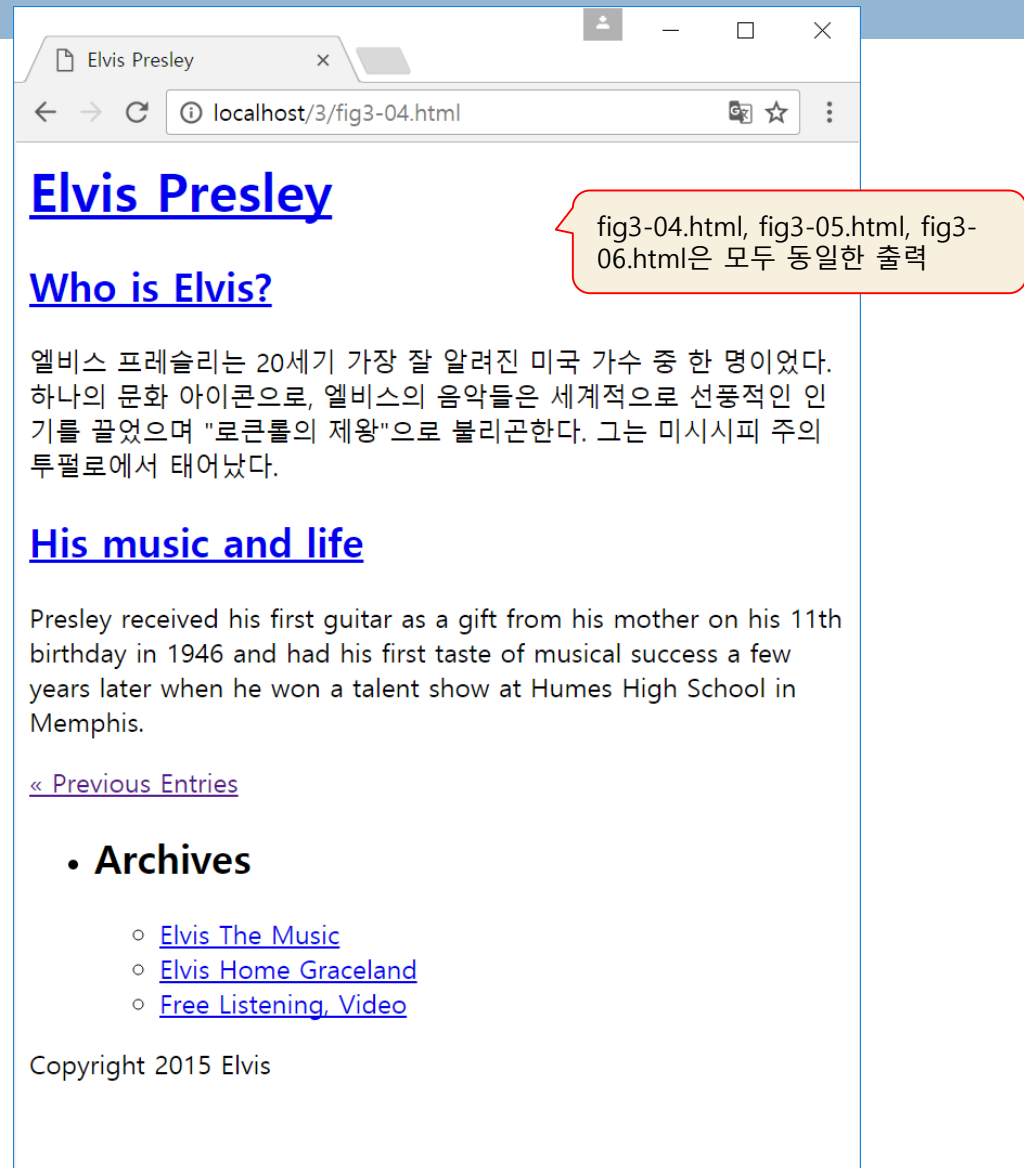 Elvis Presley
localhost/3/fig3-04.html
Elvis Presley
fig3-04.html, fig3-05.html, fig3-
06.html은 모두 동일한 출력
Who is Elvis?
엘비스 프레슬리는 20세기 가장 잘 알려진 미국 가수 중 한 명이었다.
하나의 문화 아이콘으로, 엘비스의 음악들은 세계적으로 선풍적인 인
기를 끌었으며 "로큰롤의 제왕"으로 불리곤한다. 그는 미시시피 주의
투펄로에서 태어났다.
His music and life
Presley received his first guitar as a gift from his mother on his 11th
birthday in 1946 and had his first taste of musical success a few
years later when he won a talent show at Humes High School in
Memphis.
« Previous Entries
• Archives
◦ Elvis The Music
◦ Elvis Home Graceland
◦ Free Listening, Video
Copyright 2015 Elvis